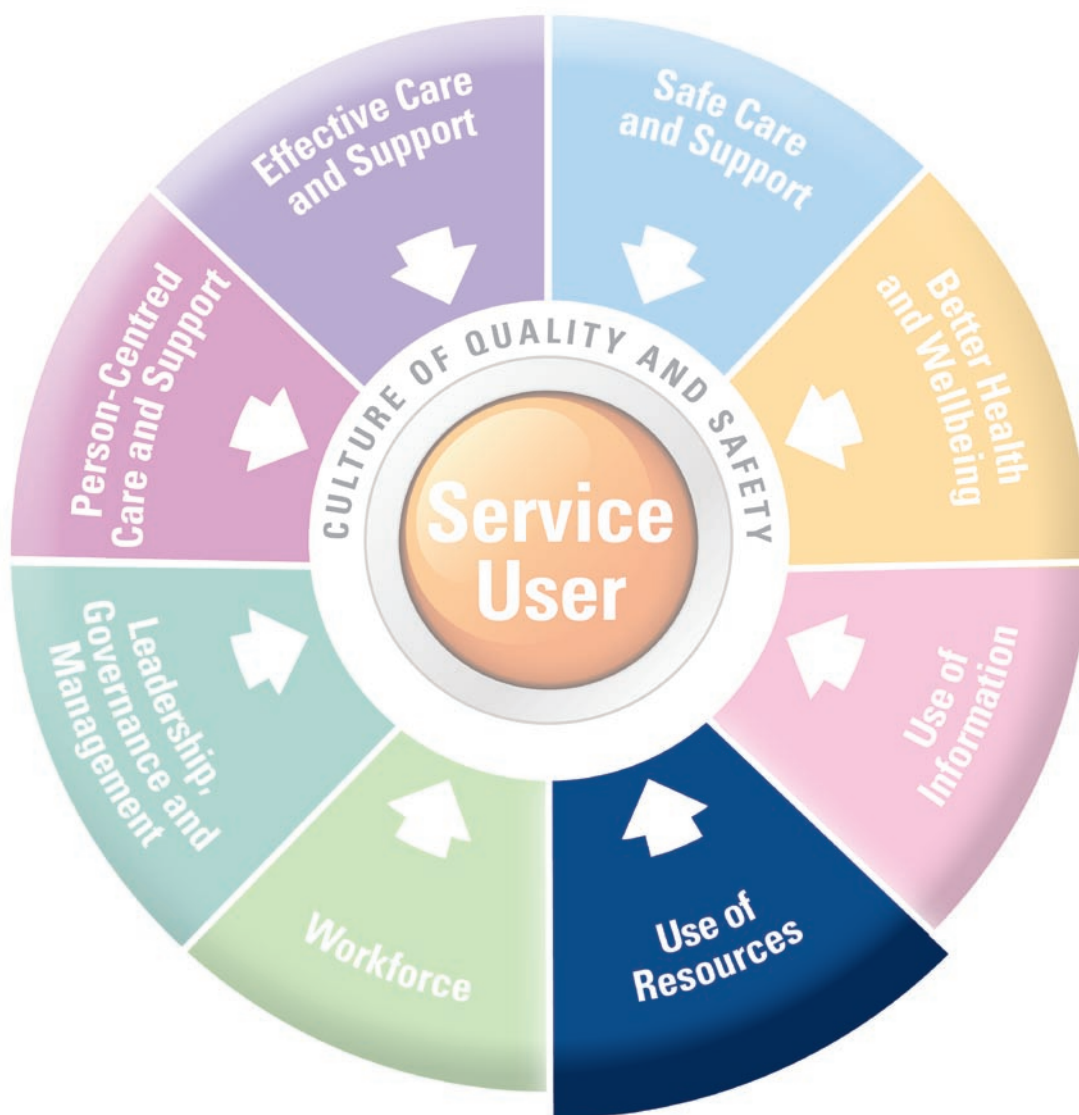 Effective Care
and Support
Safe Care
and Support
Better Health
and Wellbeing
Use of
Information
Use of
Resources
Workforce
Leadership,
Governance and
Management
Person-Centred
Care and Support
CULTURE OF QUALITY AND SAFETY
Service
User